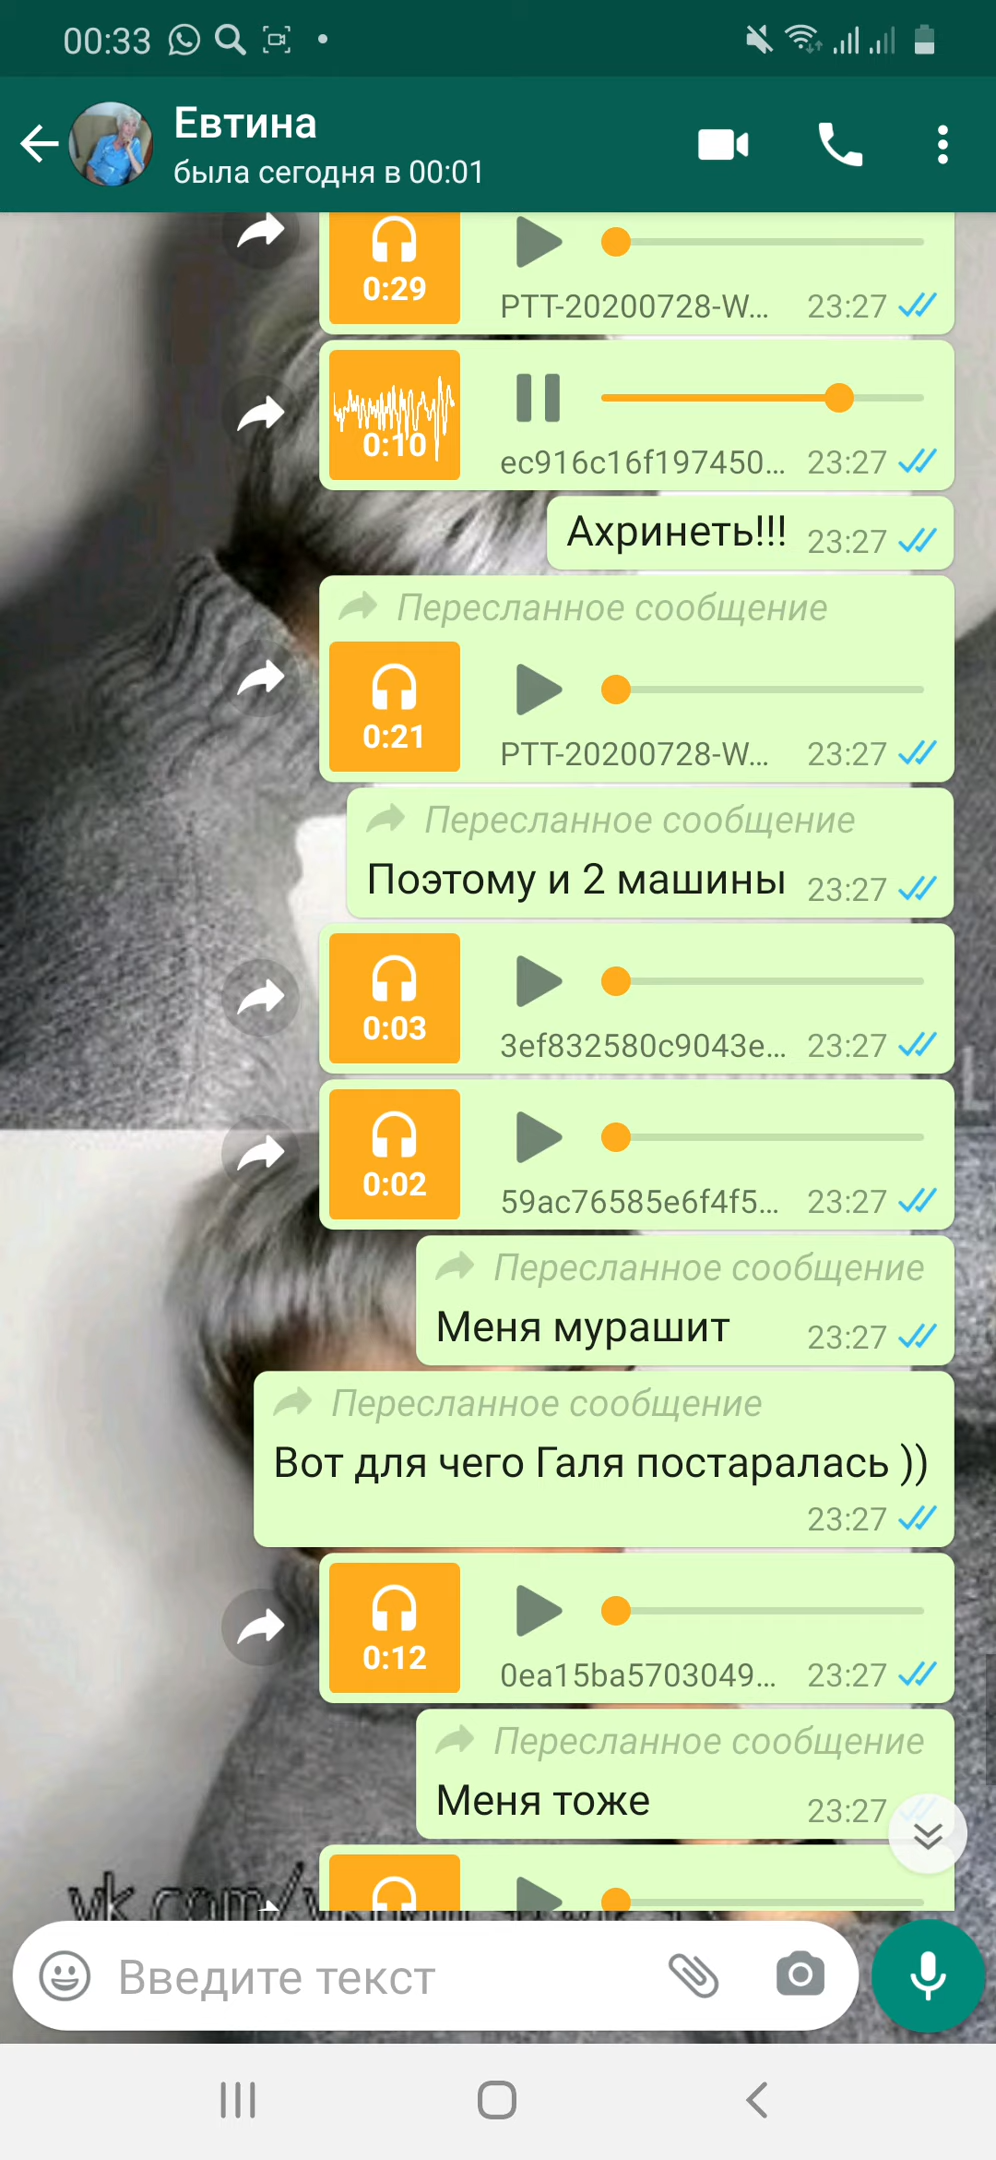 00:33
Евтина
была сегодня в 00:01
0:29
PTT-20200728-W... 23:27
0:10
ec916c16f197450... 23:27
Ахринеть!!! 23:27
Пересланное сообщение
0:21
PTT-20200728-W... 23:27
Пересланное сообщение
Поэтому и 2 машины 23:27
0:03
3ef832580c9043e... 23:27
0:02
59ac76585e6f4f5... 23:27
Пересланное сообщение
Меня мурашит 23:27
Пересланное сообщение
Вот для чего Галя постаралась ))
23:27
0:12
0ea15ba5703049... 23:27
Пересланное сообщение
Меня тоже 23:27
vk.com/
Введите текст